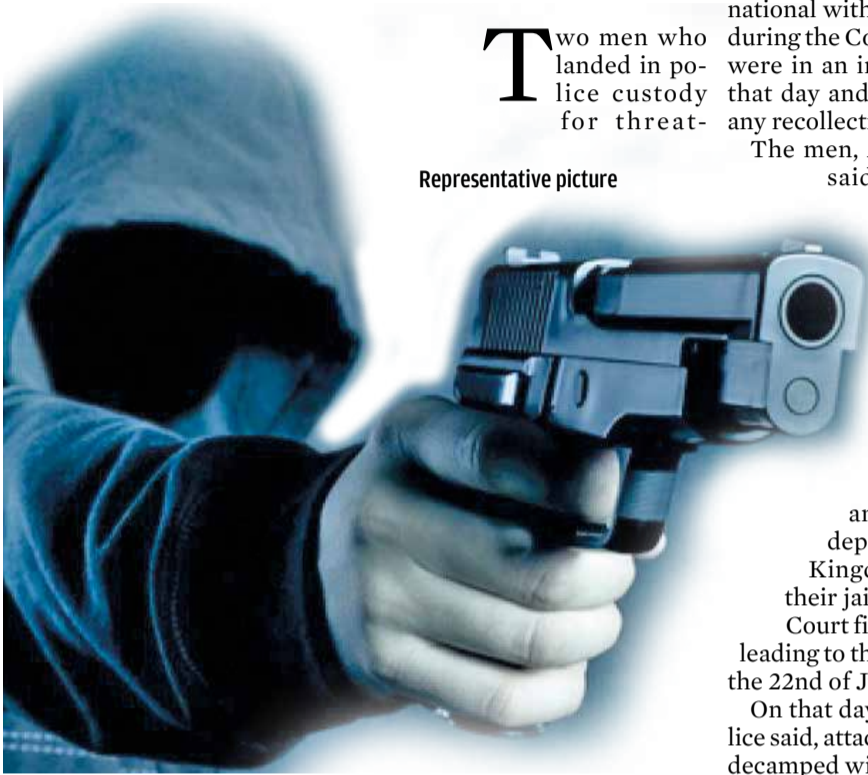 Two men who
landed in po-
lice custody
for threat-
Representative picture
national with
during the Co
were in an
that day and
any recollect
The men,
said
dep
King
their jai
Court fi
leading to th
the 22nd of J
On that day
lice said, attac
decamped wi